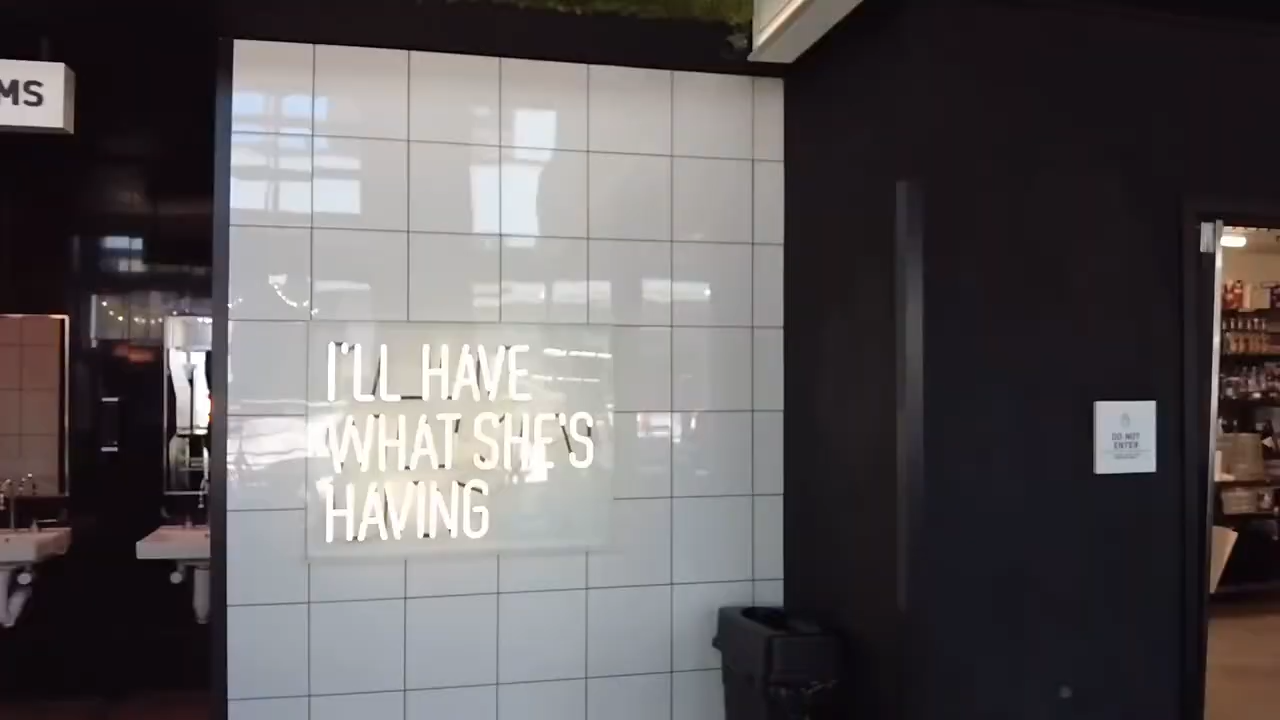 MS
I'LL HAVE
WHAT SHE'S
HAVING
DO NOT
ENTER